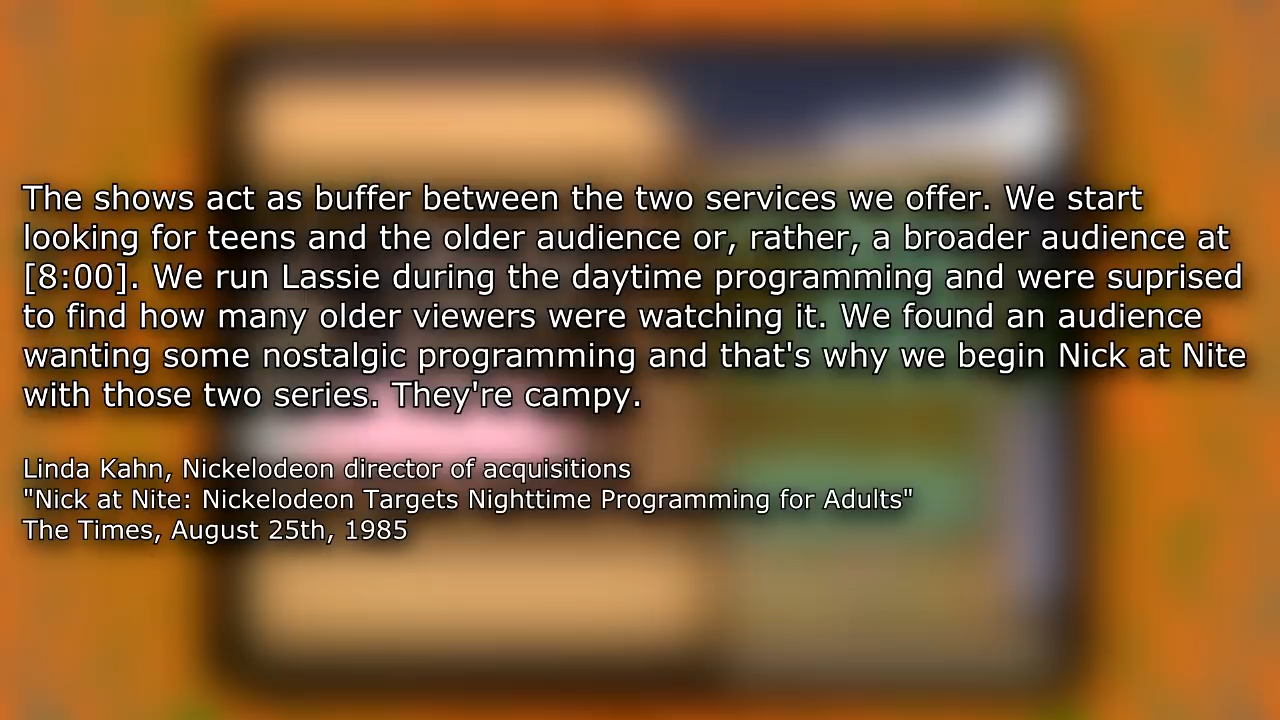 The shows act as buffer between the two services we offer. We start
looking for teens and the older audience or, rather, a broader audience at
[8:00]. We run Lassie during the daytime programming and were suprised
to find how many older viewers were watching it. We found an audience
wanting some nostalgic programming and that's why we begin Nick at Nite
with those two series. They're campy.
Linda Kahn, Nickelodeon director of acquisitions
"Nick at Nite: Nickelodeon Targets Nighttime Programming for Adults"
The Times, August 25th, 1985